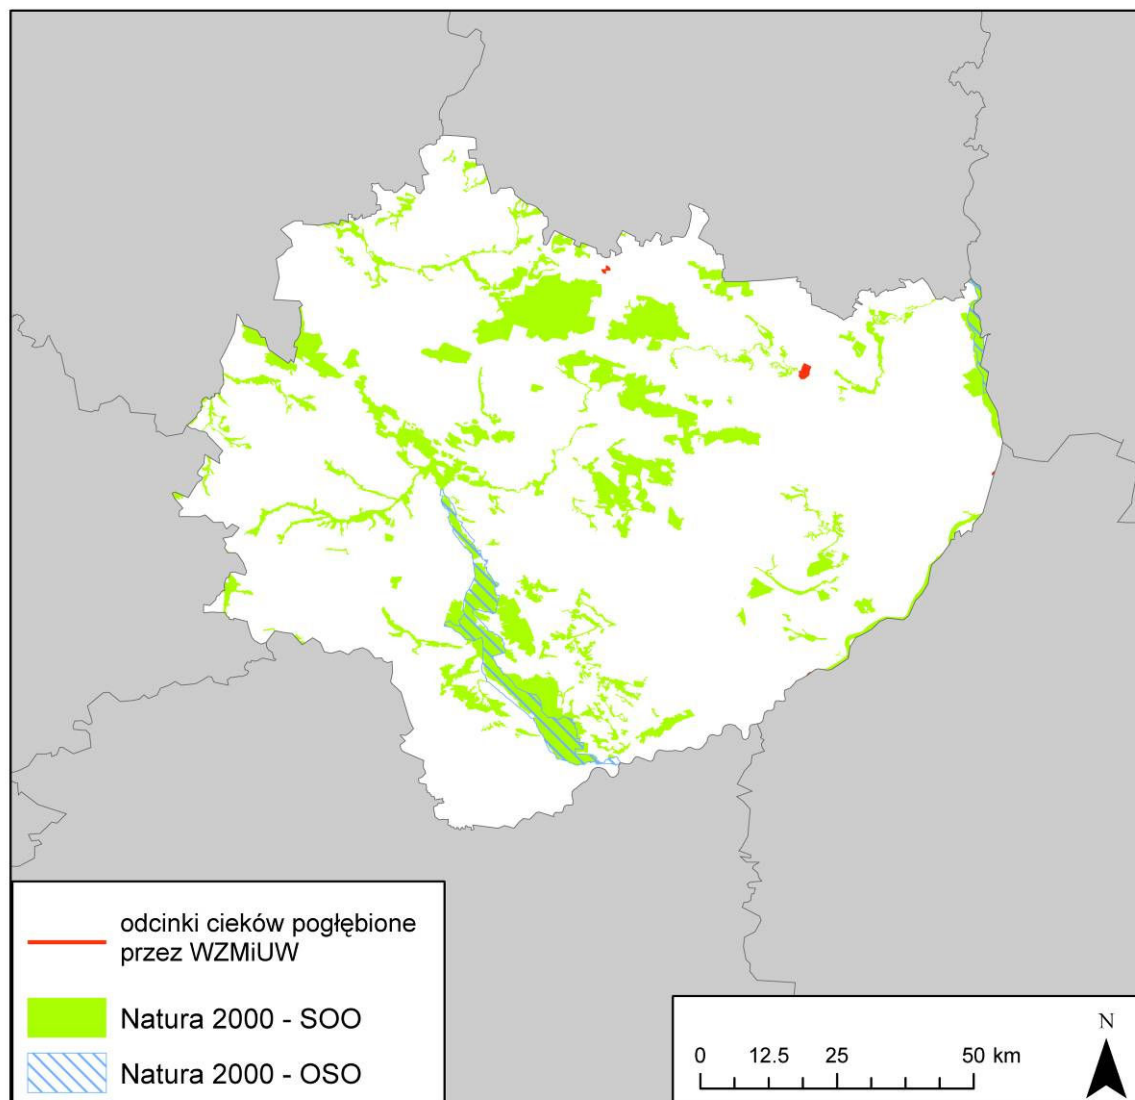 odcinki cieków pogłębione
przez WZMiUW
Natura 2000 - SOO
Natura 2000 - OSO
0 12.5 25 50 km
N